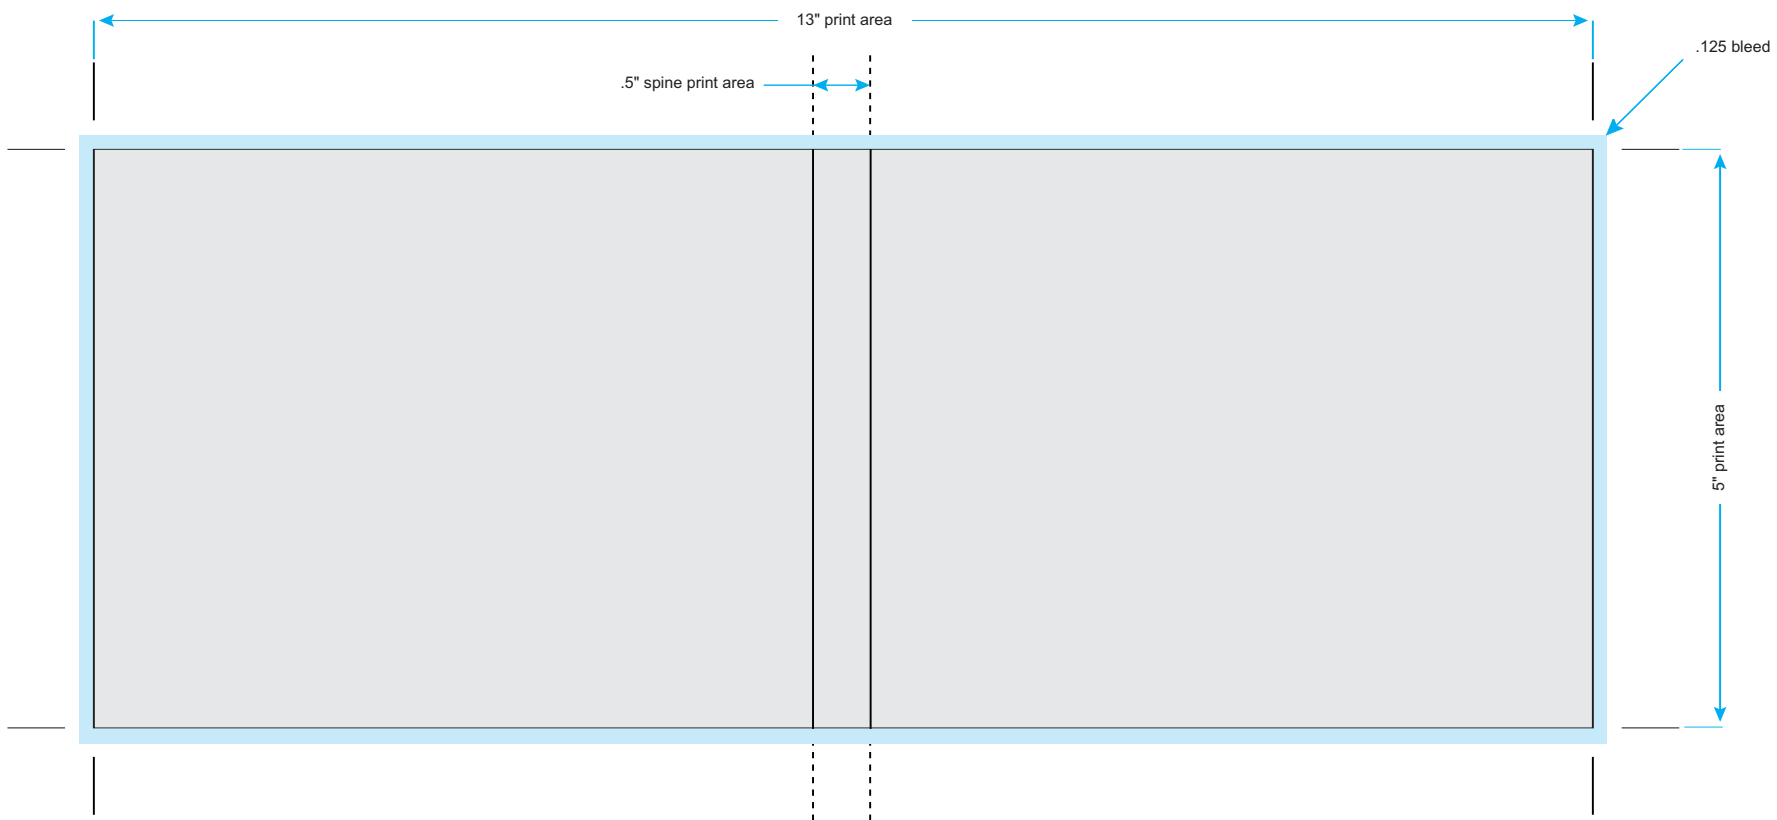 13" print area
.125 bleed
.5" spine print area
5" print area